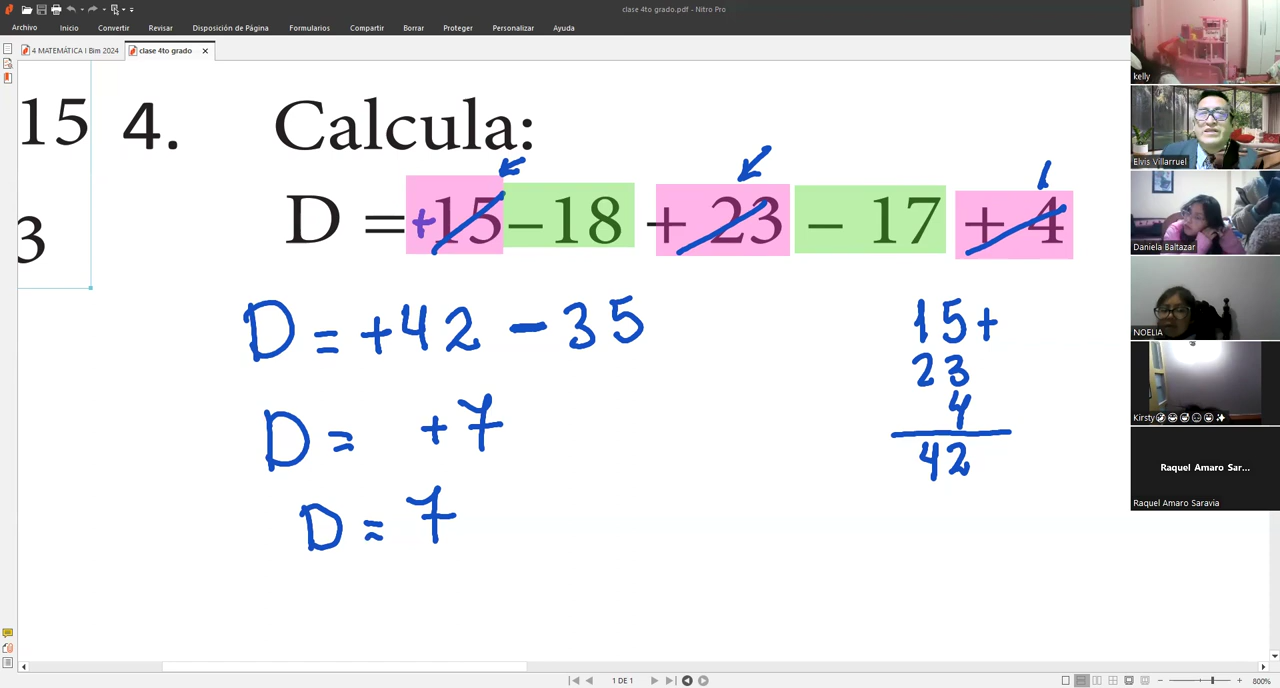 clase 4to grado.pdf - Nitro Pro
Archivo Inicio Convertir Revisar Disposición de Página Formularios Compartir Borrar Proteger Personalizar Ayuda
4 MATEMÁTICA I Bim 2024 clase 4to grado
15
3
4. Calcula:
D = +15 − 18 + 23 − 17 + 4
D = +42 − 35
D = +7
D = 7
15+
23
4
42
kelly
Elvis Villarruel
Daniela Baltazar
NOELIA
Kirsty😘😂🤣😊😉✨
Raquel Amaro Sar...
Raquel Amaro Saravia
1 DE 1
800%